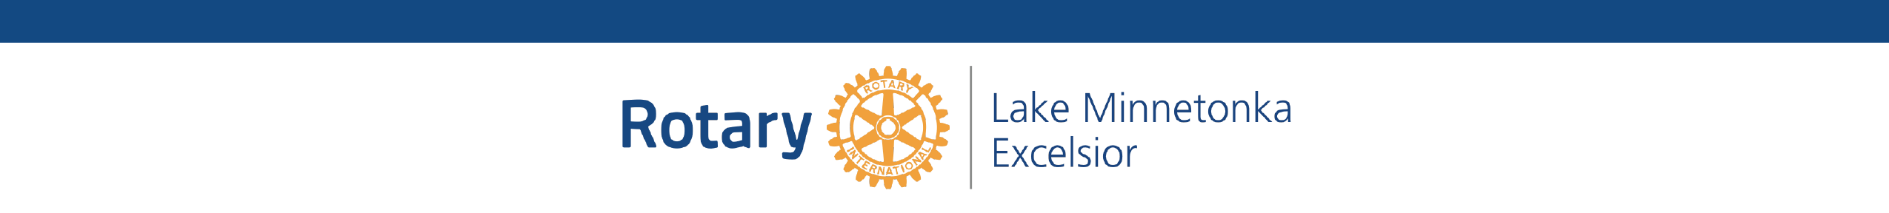 Rotary
ROTARY
INTERNATIONAL
Lake Minnetonka
Excelsior